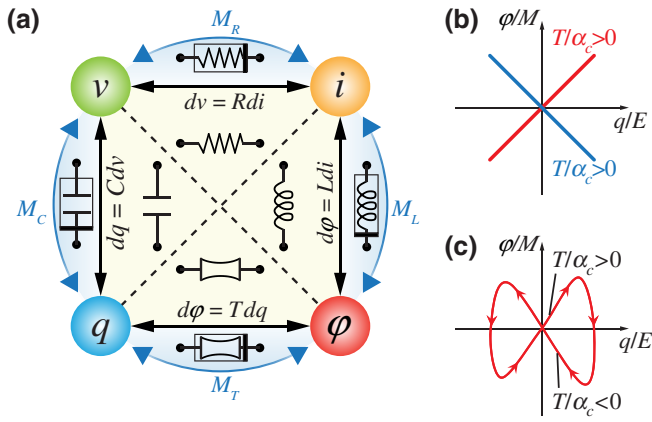 (a)
M_R
v
i
dv = Rdi
M_C
dq = Cdv
dφ = Ldi
M_L
dφ = Tdq
q
φ
M_T
(b)
φ/M
T/α_c>0
q/E
T/α_c>0
(c)
φ/M
T/α_c>0
q/E
T/α_c<0